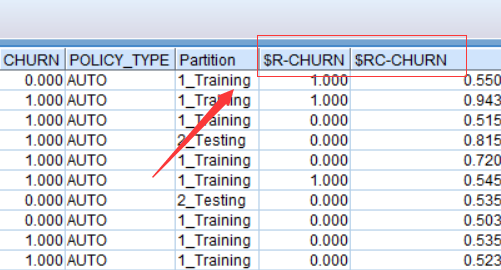 CHURN POLICY_TYPE Partition $R-CHURN $RC-CHURN
0.000 AUTO 1_Training 1.000 0.550
1.000 AUTO 1_Training 1.000 0.943
1.000 AUTO 1_Training 0.000 0.515
1.000 AUTO 2_Testing 0.000 0.815
1.000 AUTO 1_Training 0.000 0.720
1.000 AUTO 1_Training 1.000 0.545
0.000 AUTO 2_Testing 0.000 0.535
0.000 AUTO 1_Training 0.000 0.503
1.000 AUTO 1_Training 0.000 0.535
1.000 AUTO 1_Training 0.000 0.523